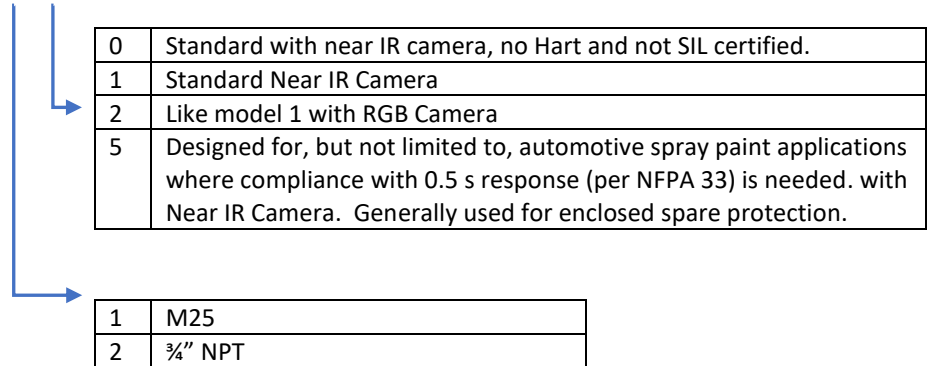 0 Standard with near IR camera, no Hart and not SIL certified.
1 Standard Near IR Camera
2 Like model 1 with RGB Camera
5 Designed for, but not limited to, automotive spray paint applications
where compliance with 0.5 s response (per NFPA 33) is needed. with
Near IR Camera. Generally used for enclosed spare protection.
1 M25
2 ¾” NPT